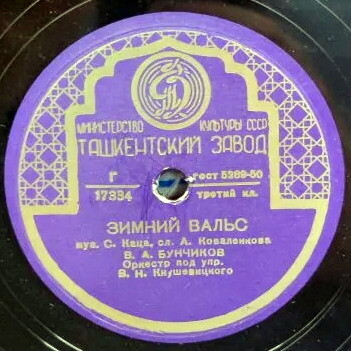 МИНИСТЕРСТВО КУЛЬТУРЫ СССР
ТАШКЕНТСКИЙ ЗАВОД
Г ГОСТ 5289-50
17334 третий кл.
ЗИМНИЙ ВАЛЬС
муз. С. Каца, сл. А. Коваленкова
В. А. БУНЧИКОВ
Оркестр под упр.
В. Н. Кнушевицкого